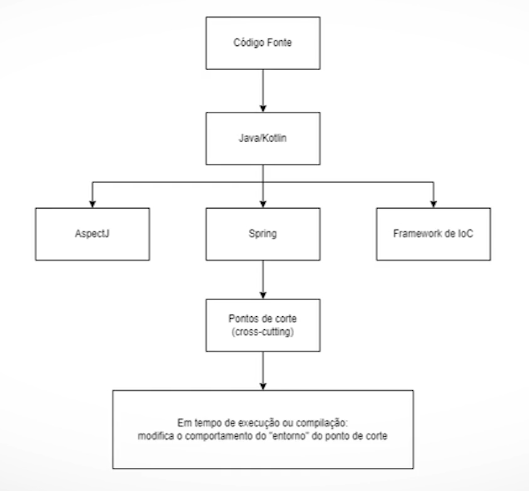 Código Fonte
Java/Kotlin
AspectJ
Spring
Framework de IoC
Pontos de corte
(cross-cutting)
Em tempo de execução ou compilação:
modifica o comportamento do "entorno" do ponto de corte